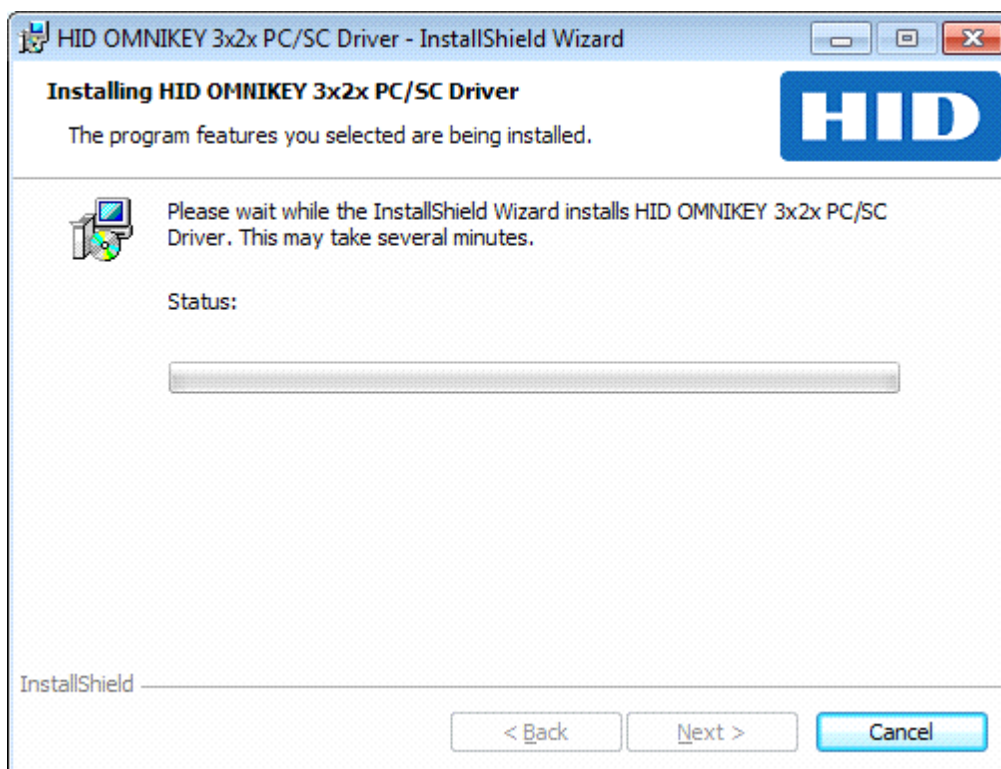 HID OMNIKEY 3x2x PC/SC Driver - InstallShield Wizard
Installing HID OMNIKEY 3x2x PC/SC Driver
The program features you selected are being installed.
HID
Please wait while the InstallShield Wizard installs HID OMNIKEY 3x2x PC/SC
Driver. This may take several minutes.
Status:
InstallShield
< Back
Next >
Cancel